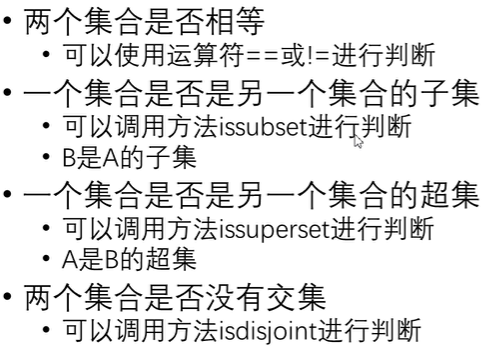 • 两个集合是否相等
• 可以使用运算符==或!=进行判断
• 一个集合是否是另一个集合的子集
• 可以调用方法issubset进行判断
• B是A的子集
• 一个集合是否是另一个集合的超集
• 可以调用方法issuperset进行判断
• A是B的超集
• 两个集合是否没有交集
• 可以调用方法isdisjoint进行判断